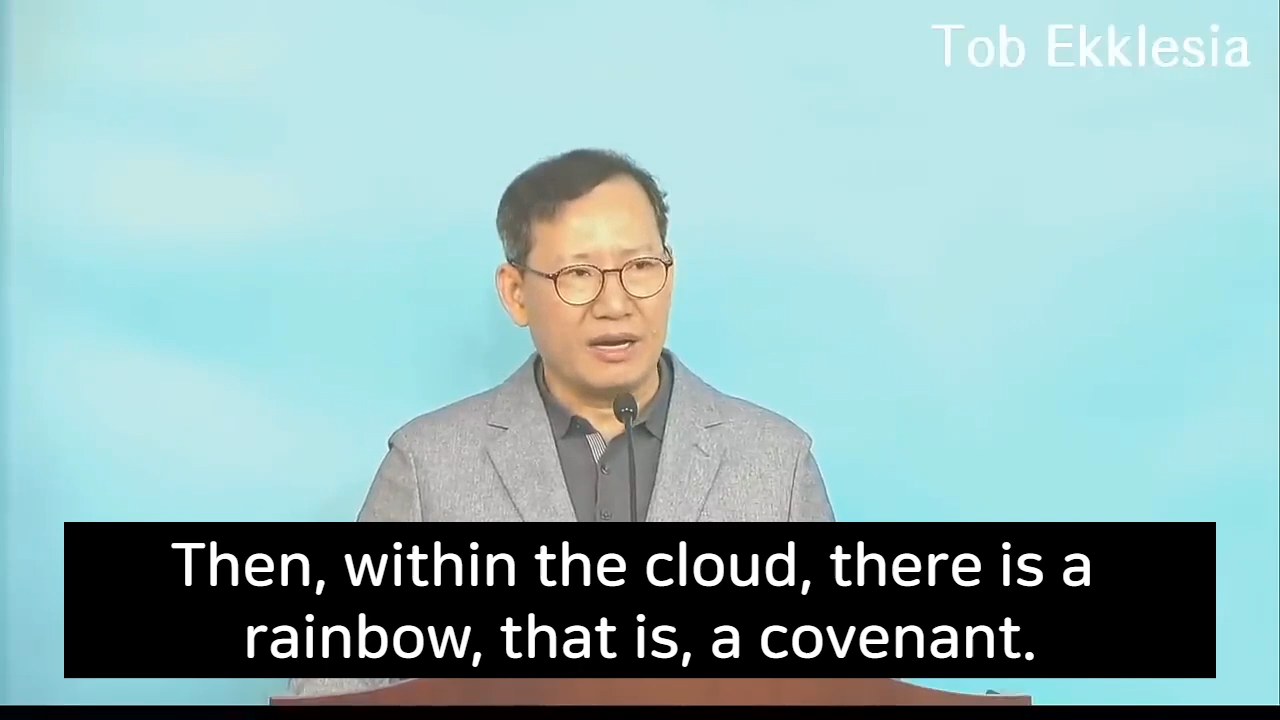 Tob Ekklesia
Then, within the cloud, there is a
rainbow, that is, a covenant.